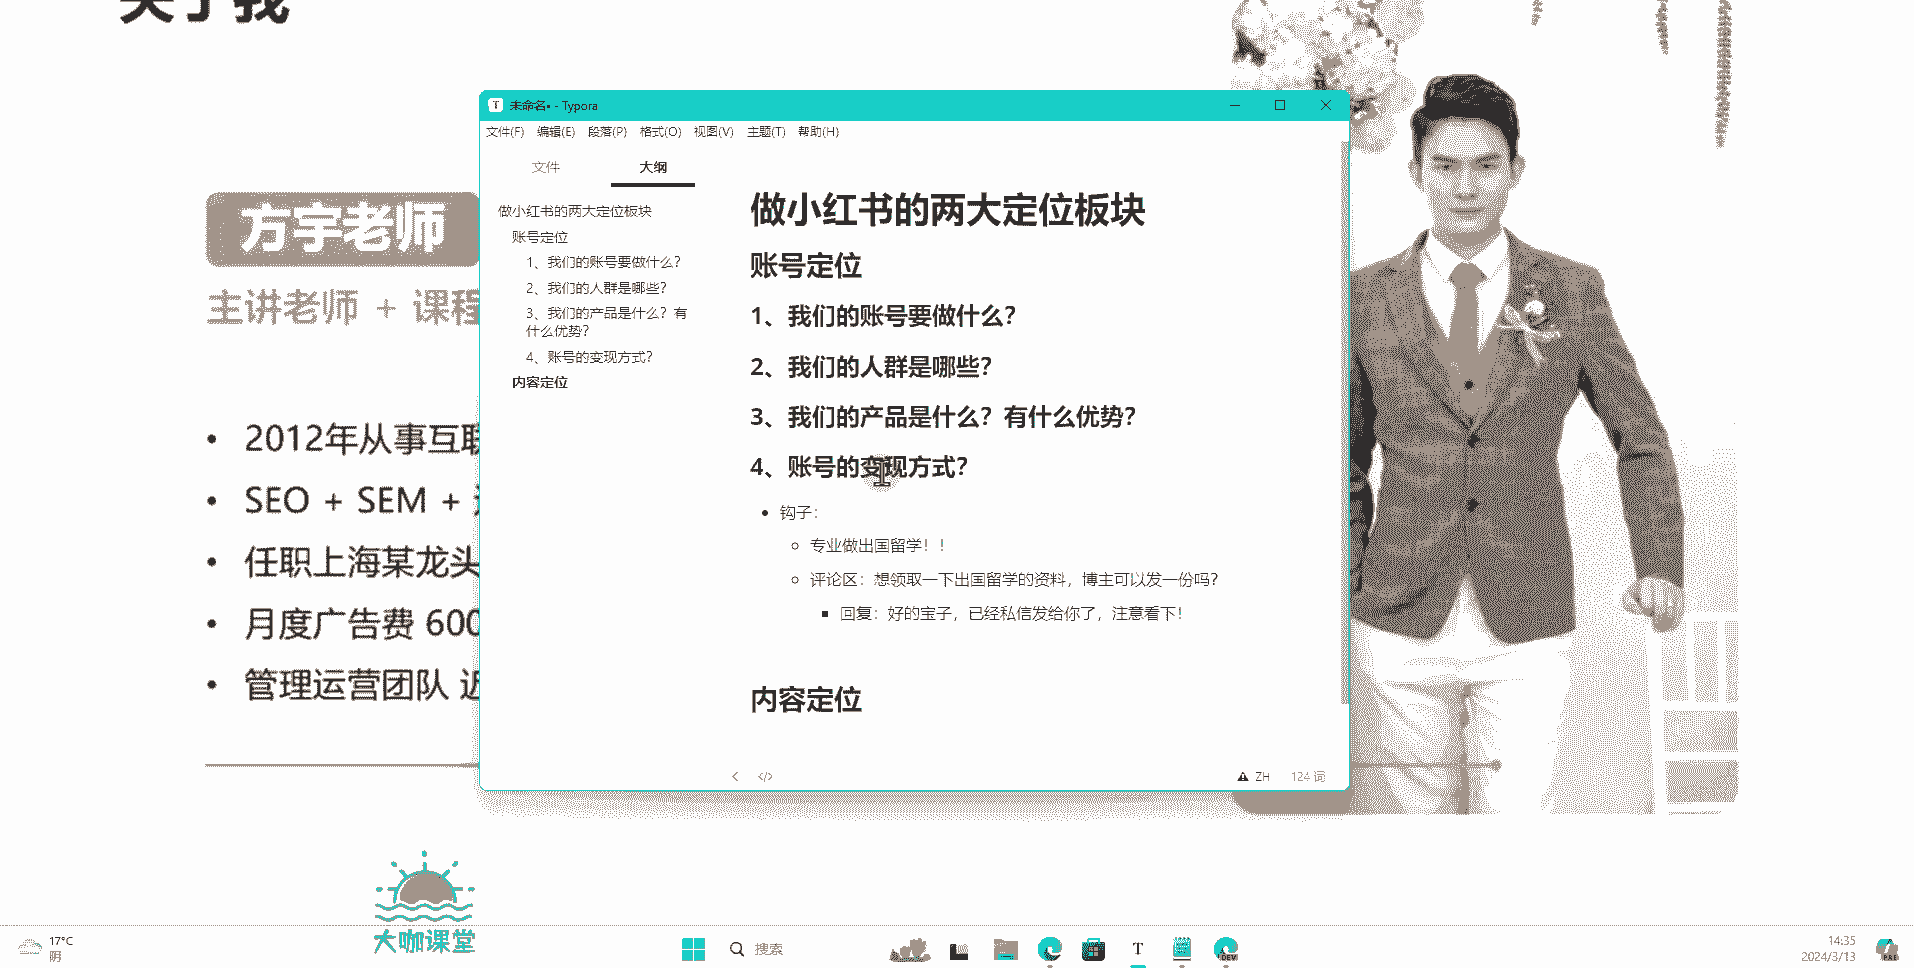 关于我
方宇老师
主讲老师 + 课程
2012年从事互联
SEO + SEM +
任职上海某龙头
月度广告费 600
管理运营团队 近
未命名• - Typora
文件(F) 编辑(E) 段落(P) 格式(O) 视图(V) 主题(T) 帮助(H)
文件 大纲
做小红书的两大定位板块
账号定位
1、我们的账号要做什么?
2、我们的人群是哪些?
3、我们的产品是什么? 有
什么优势?
4、账号的变现方式?
内容定位
做小红书的两大定位板块
账号定位
1、我们的账号要做什么?
2、我们的人群是哪些?
3、我们的产品是什么? 有什么优势?
4、账号的变现方式?
钩子:
专业做出国留学! !
评论区: 想领取一下出国留学的资料, 博主可以发一份吗?
回复: 好的宝子, 已经私信发给你了, 注意看下!
内容定位
ZH 124 词
大咖课堂
17°C
阴
搜索
DEV
14:35
2024/3/13
PRE